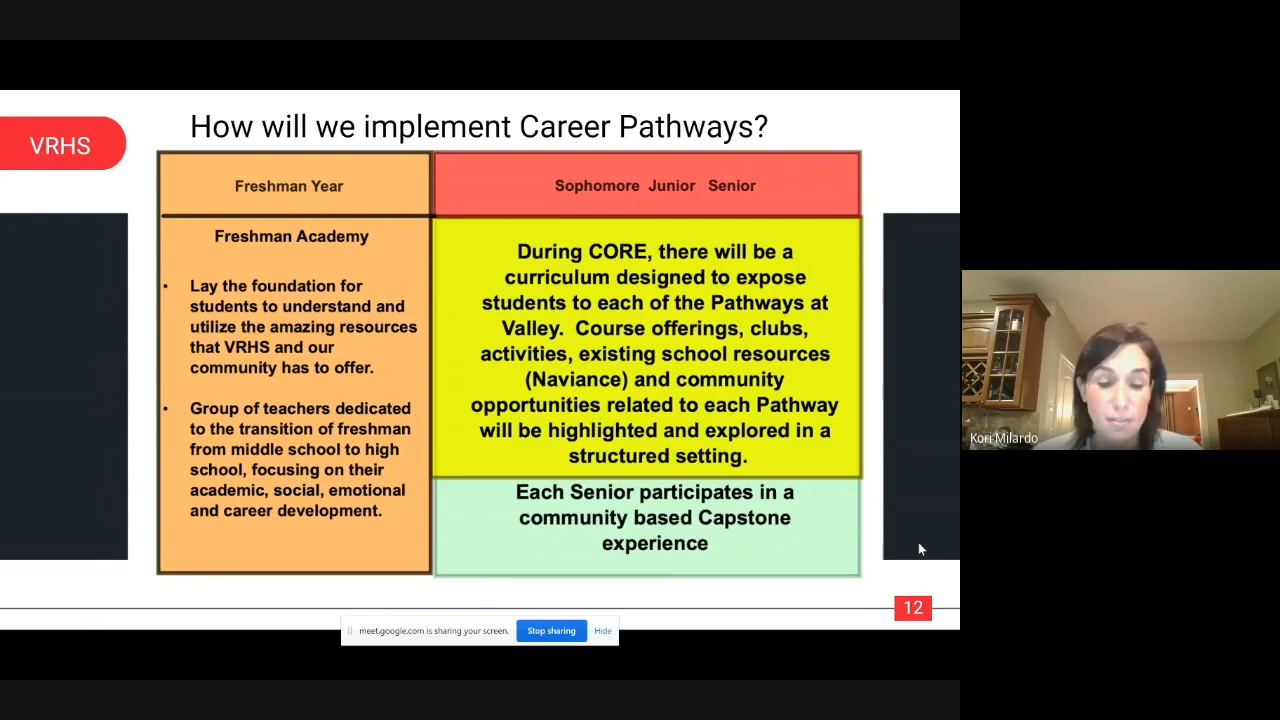 How will we implement Career Pathways?
VRHS
Freshman Year
Sophomore Junior Senior
Freshman Academy
• Lay the foundation for
students to understand and
utilize the amazing resources
that VRHS and our
community has to offer.
• Group of teachers dedicated
to the transition of freshman
from middle school to high
school, focusing on their
academic, social, emotional
and career development.
During CORE, there will be a
curriculum designed to expose
students to each of the Pathways at
Valley. Course offerings, clubs,
activities, existing school resources
(Naviance) and community
opportunities related to each Pathway
will be highlighted and explored in a
structured setting.
Each Senior participates in a
community based Capstone
experience
12
meet.google.com is sharing your screen. Stop sharing Hide
Kori Milardo